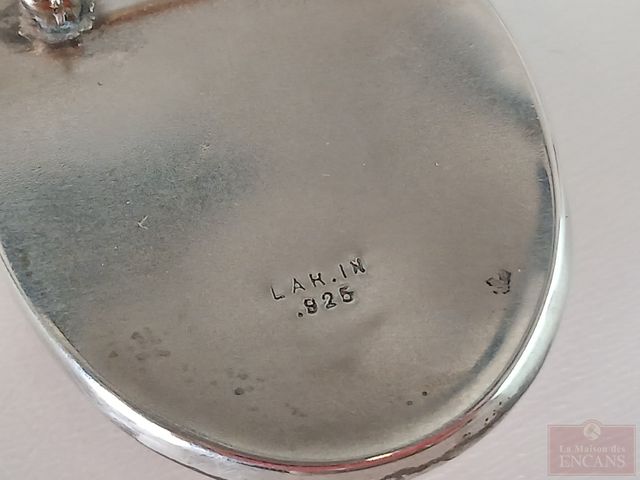 LAH.IN
.925
La Maison des
ENCANS